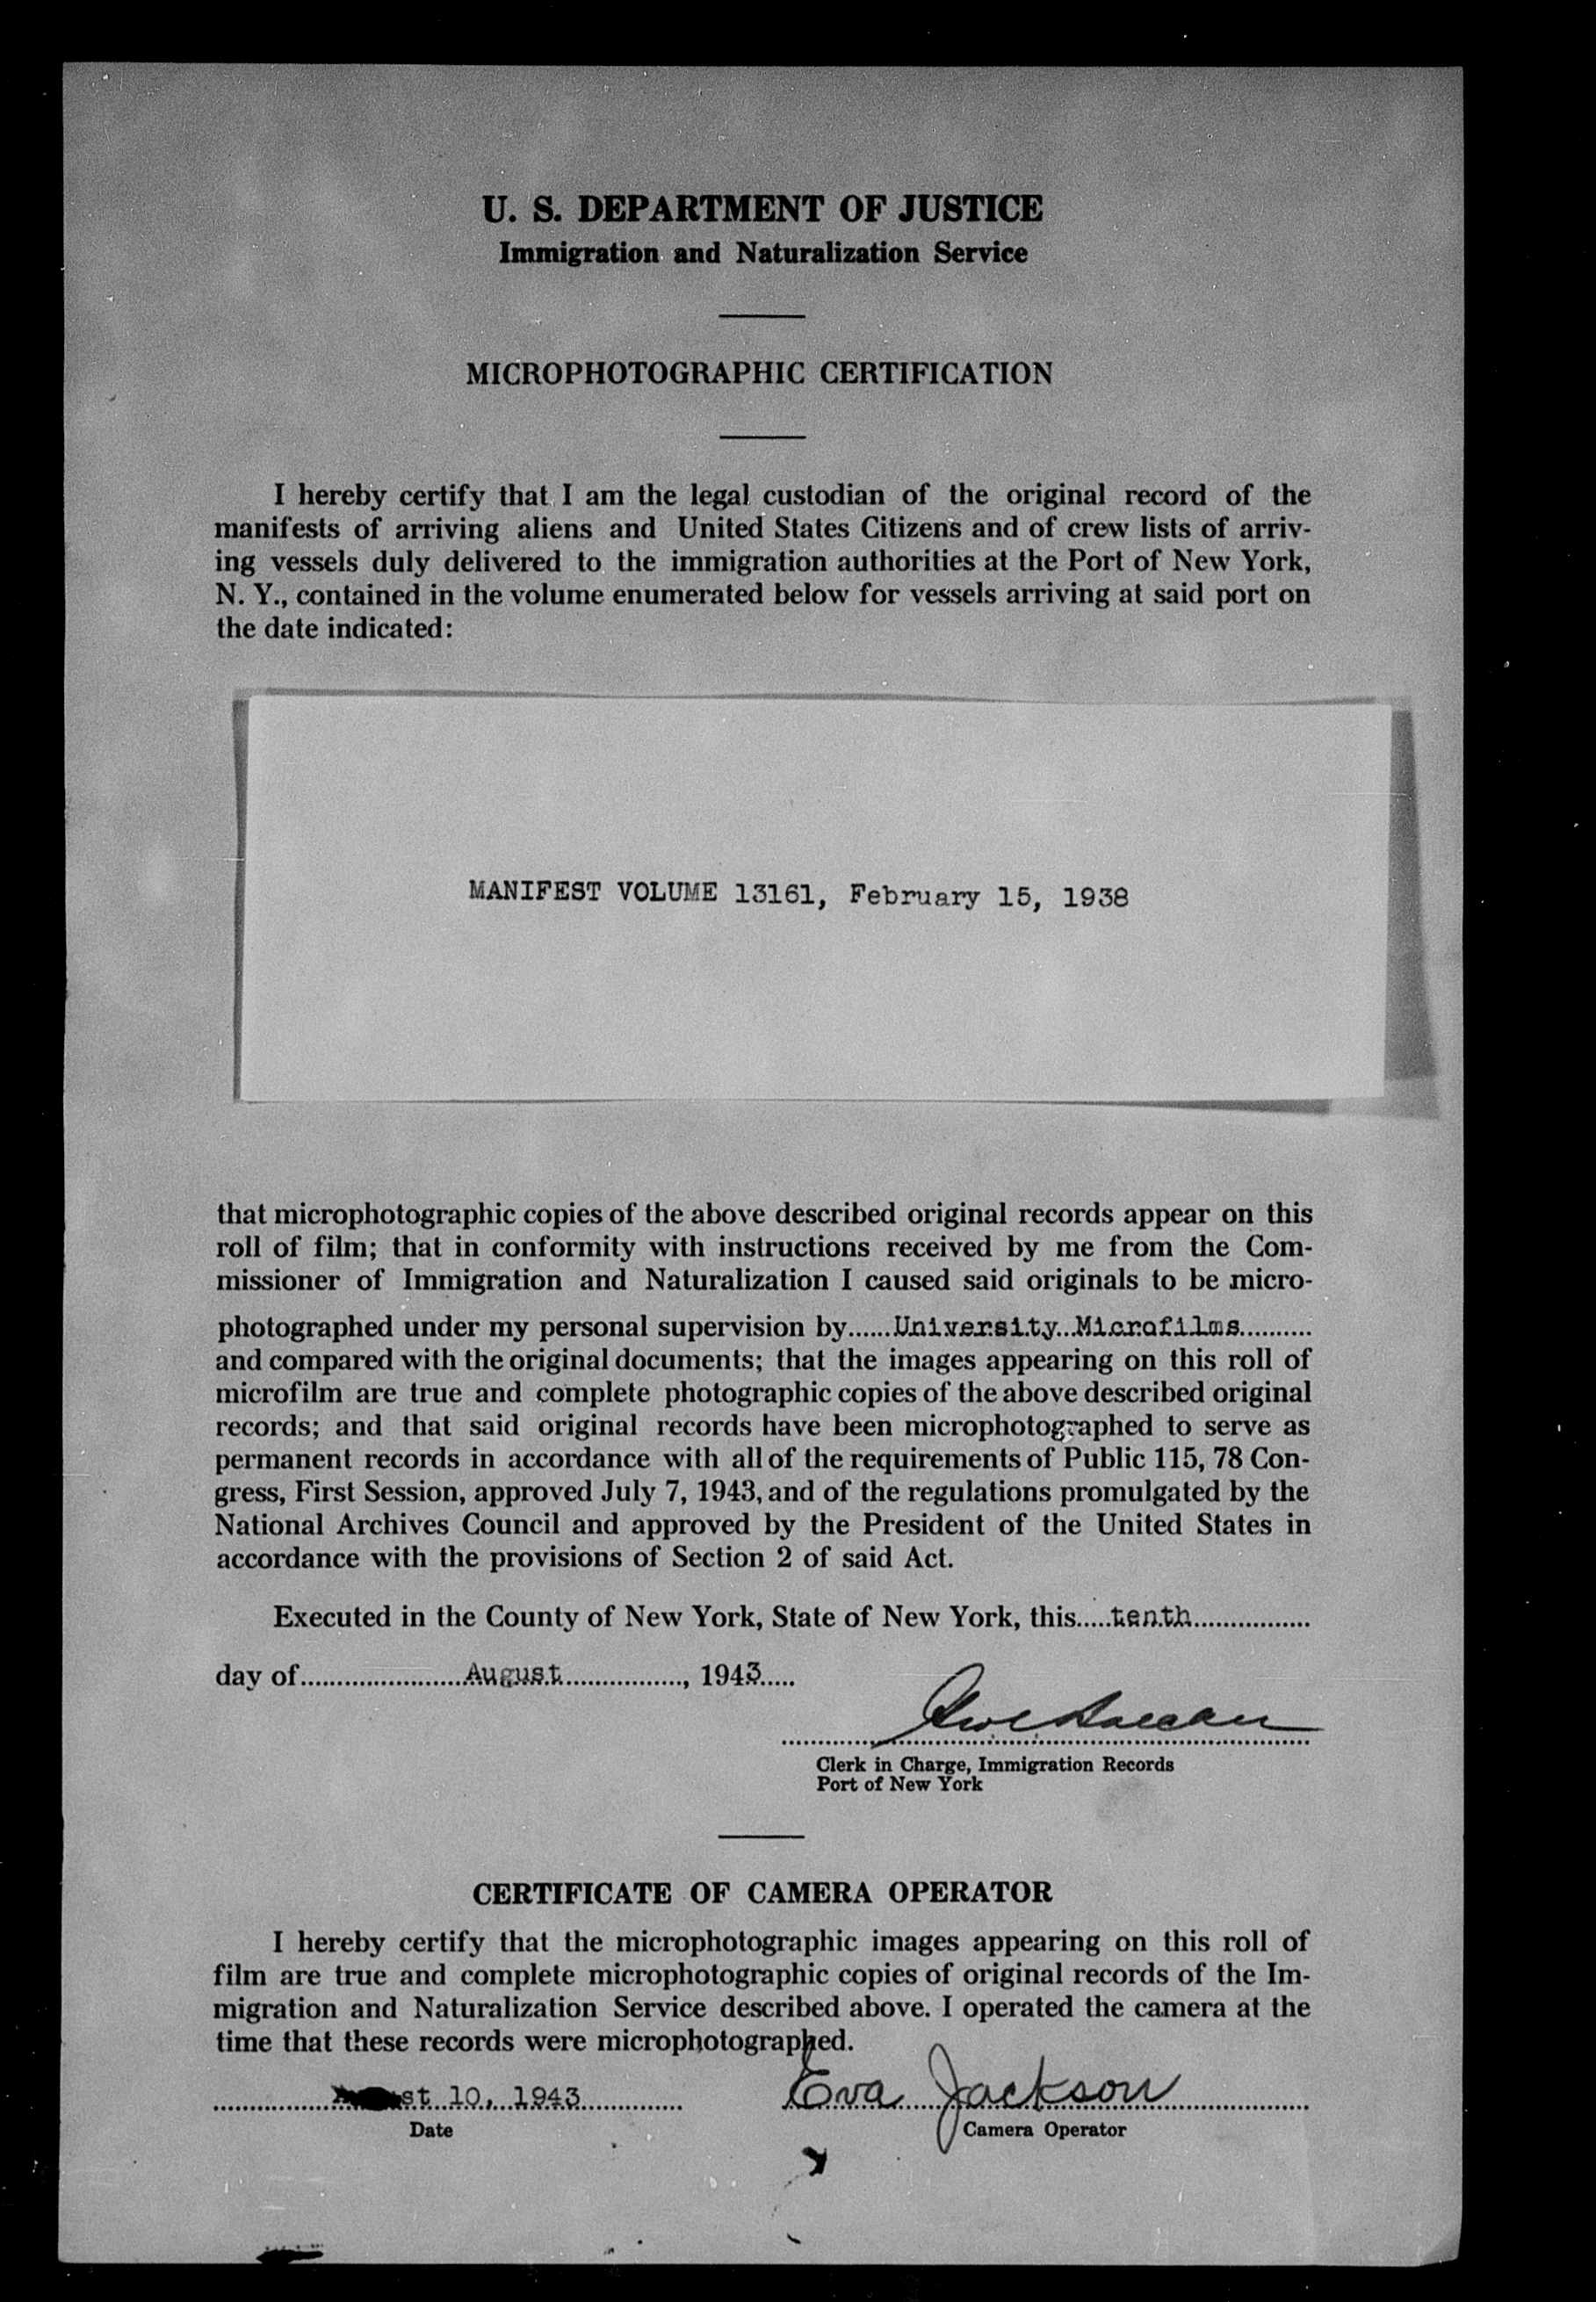 U. S. DEPARTMENT OF JUSTICE
Immigration and Naturalization Service
MICROPHOTOGRAPHIC CERTIFICATION
I hereby certify that I am the legal custodian of the original record of the
manifests of arriving aliens and United States Citizens and of crew lists of arriv-
ing vessels duly delivered to the immigration authorities at the Port of New York,
N. Y., contained in the volume enumerated below for vessels arriving at said port on
the date indicated:
MANIFEST VOLUME 13161, February 15, 1938
that microphotographic copies of the above described original records appear on this
roll of film; that in conformity with instructions received by me from the Com-
missioner of Immigration and Naturalization I caused said originals to be micro-
photographed under my personal supervision by......University Microfilms..........
and compared with the original documents; that the images appearing on this roll of
microfilm are true and complete photographic copies of the above described original
records; and that said original records have been microphotographed to serve as
permanent records in accordance with all of the requirements of Public 115, 78 Con-
gress, First Session, approved July 7, 1943, and of the regulations promulgated by the
National Archives Council and approved by the President of the United States in
accordance with the provisions of Section 2 of said Act.
Executed in the County of New York, State of New York, this.....tenth................
day of.......................August................, 1943.....
Clerk in Charge, Immigration Records
Port of New York
CERTIFICATE OF CAMERA OPERATOR
I hereby certify that the microphotographic images appearing on this roll of
film are true and complete microphotographic copies of original records of the Im-
migration and Naturalization Service described above. I operated the camera at the
time that these records were microphotographed.
10, 1943 Eva Jackson
Date Camera Operator